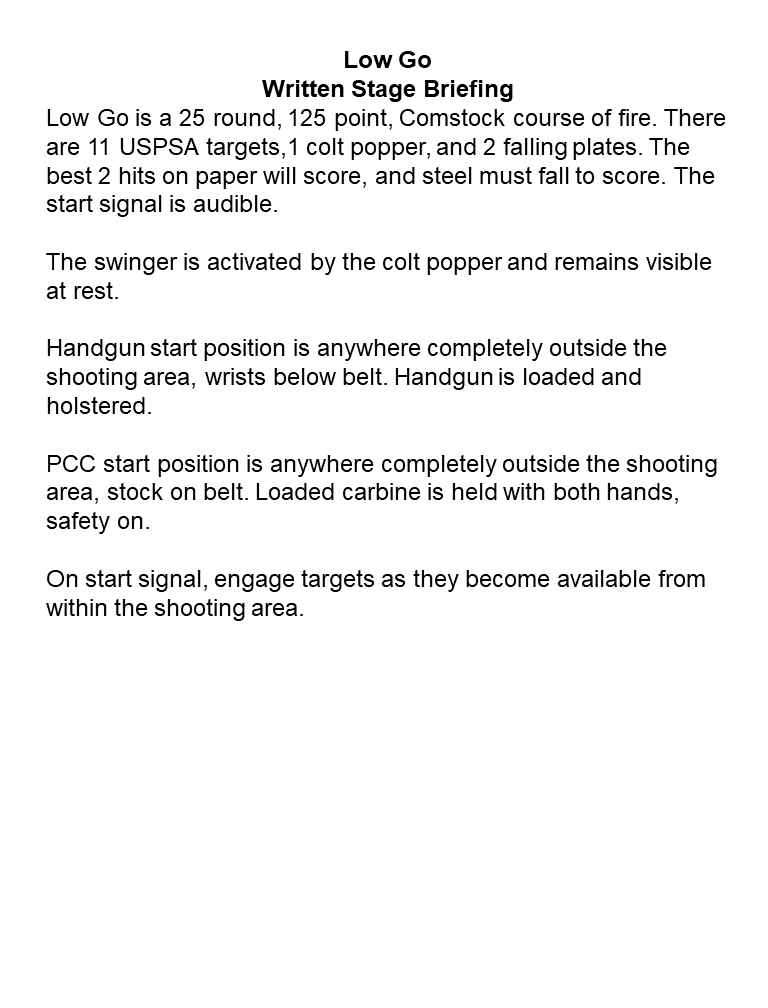 Low Go
Written Stage Briefing
Low Go is a 25 round, 125 point, Comstock course of fire. There
are 11 USPSA targets,1 colt popper, and 2 falling plates. The
best 2 hits on paper will score, and steel must fall to score. The
start signal is audible.
The swinger is activated by the colt popper and remains visible
at rest.
Handgun start position is anywhere completely outside the
shooting area, wrists below belt. Handgun is loaded and
holstered.
PCC start position is anywhere completely outside the shooting
area, stock on belt. Loaded carbine is held with both hands,
safety on.
On start signal, engage targets as they become available from
within the shooting area.